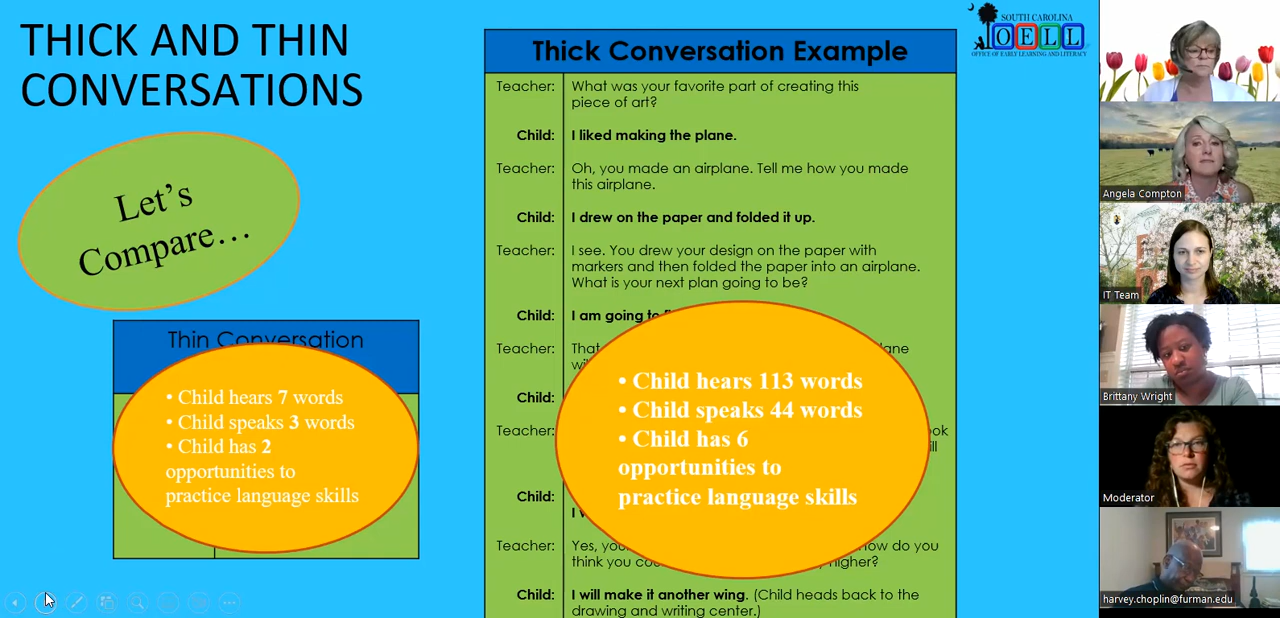 THICK AND THIN
CONVERSATIONS
Let's
Compare…
Thin Conversation
• Child hears 7 words
• Child speaks 3 words
• Child has 2
opportunities to
practice language skills
SOUTH CAROLINA
OELL
OFFICE OF EARLY LEARNING AND LITERACY
Thick Conversation Example
Teacher: What was your favorite part of creating this
piece of art?
Child: I liked making the plane.
Teacher: Oh, you made an airplane. Tell me how you made
this airplane.
Child: I drew on the paper and folded it up.
Teacher: I see. You drew your design on the paper with
markers and then folded the paper into an airplane.
What is your next plan going to be?
Child: I am going to
Teacher: That
Child:
Teacher:
Child:
Teacher: Yes, do you
think you higher?
Child: I will make it another wing. (Child heads back to the
drawing and writing center.)
• Child hears 113 words
• Child speaks 44 words
• Child has 6
opportunities to
practice language skills
Angela Compton
IT Team
Brittany Wright
Moderator
harvey.choplin@furman.edu